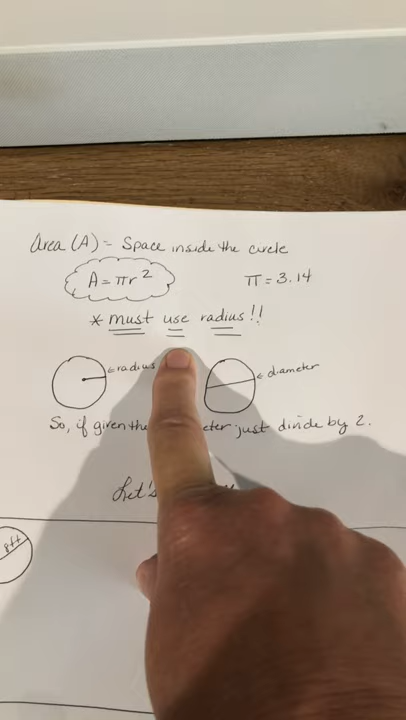 Area (A) - Space inside the circle
A = πr²
π = 3.14
* must use radius!!
← radius
← diameter
So, if given the eter just divide by 2.
Let's
8ft